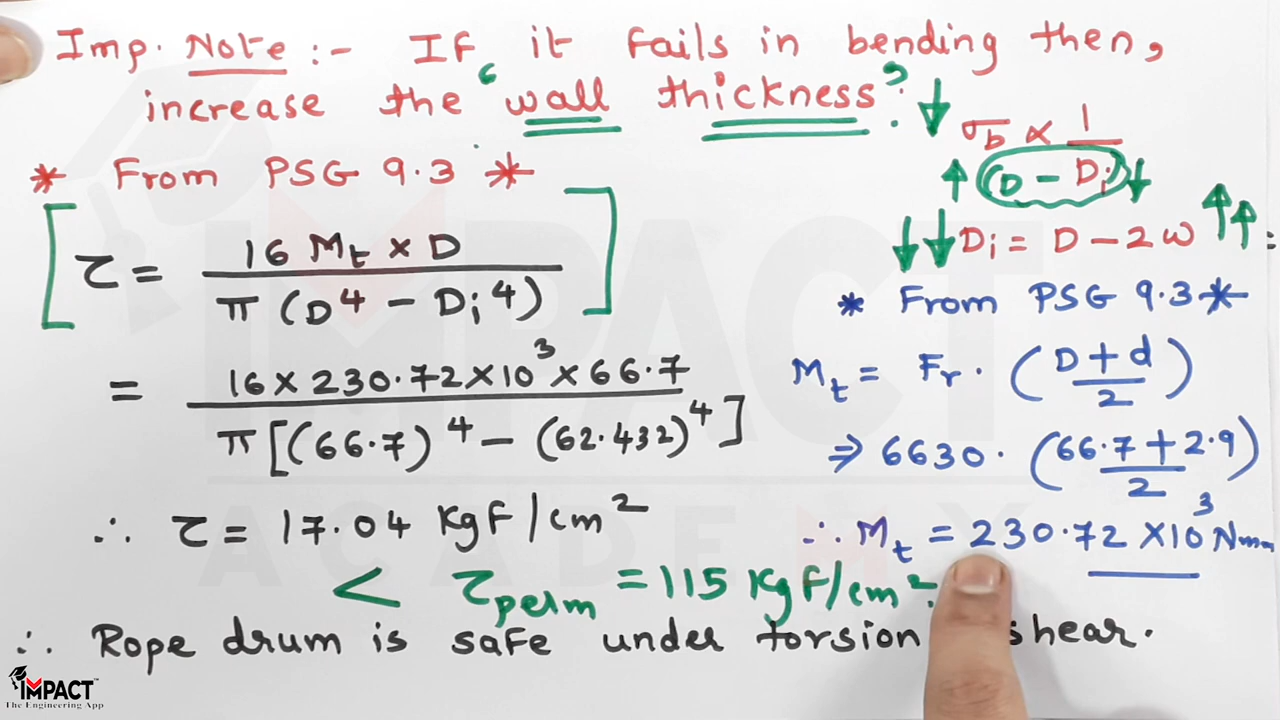 Imp. Note :- If it fails in bending then,
increase the "wall thickness".
* From PSG 9.3 *
τ = 16 Mt × D / π (D⁴ - Di⁴)
= 16 × 230.72 × 10³ × 66.7 / π [(66.7)⁴ - (62.432)⁴]
∴ τ = 17.04 Kgf/cm²
< τperm = 115 Kgf/cm².
∴ Rope drum is safe under torsion shear.
σb ∝ 1 / (D - Di)
Di = D - 2w
* From PSG 9.3 *
Mt = Fr · (D + d / 2)
⇒ 6630 · (66.7 + 2.9 / 2)
∴ Mt = 230.72 × 10³ Nmm
IMPACT
ACADEMY
IMPACT
The Engineering App